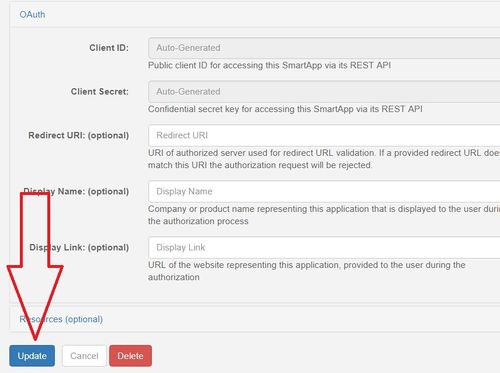 OAuth
Client ID:
Auto-Generated
Public client ID for accessing this SmartApp via its REST API
Client Secret:
Auto-Generated
Confidential secret key for accessing this SmartApp via its REST API
Redirect URI: (optional)
Redirect URI
URI of authorized server used for redirect URL validation. If a provided redirect URL doe
match this URI the authorization request will be rejected.
Display Name: (optional)
Display Name
Company or product name representing this application that is displayed to the user durin
the authorization process
Display Link: (optional)
Display Link
URL of the website representing this application, provided to the user during the
authorization
Resources (optional)
Update
Cancel
Delete